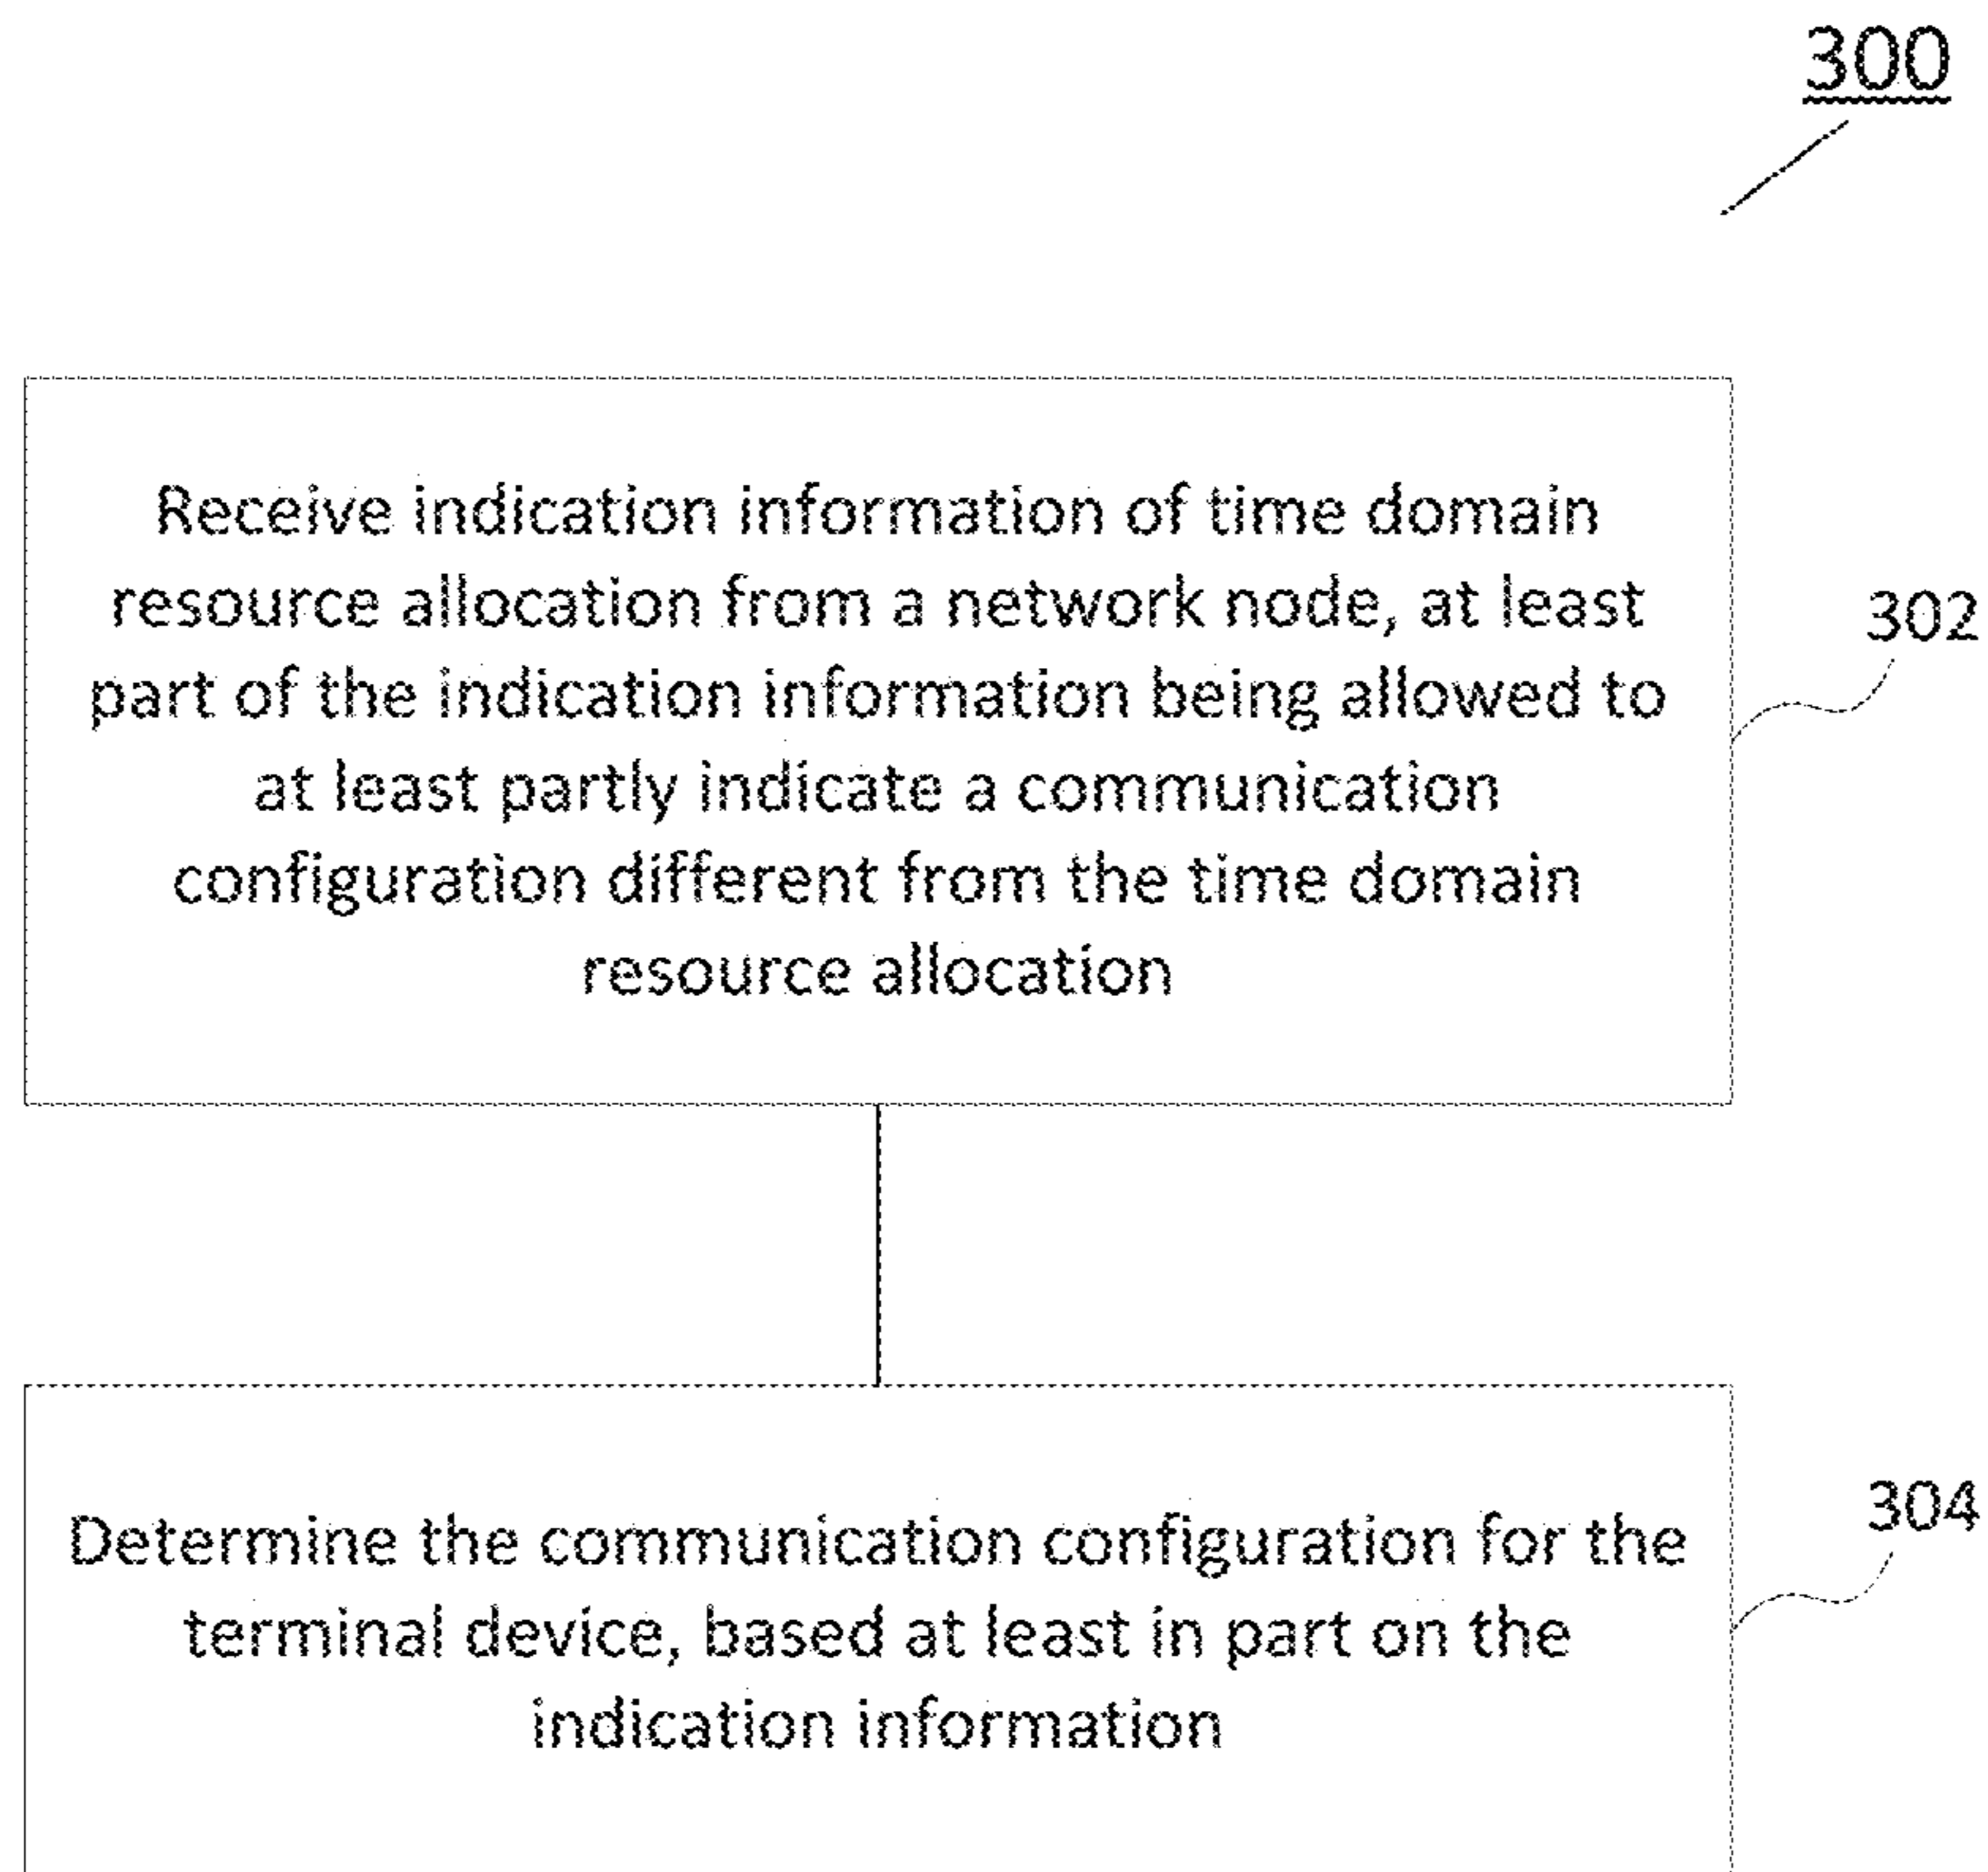 300
Receive indication information of time domain
resource allocation from a network node, at least
part of the indication information being allowed to
at least partly indicate a communication
configuration different from the time domain
resource allocation
302
Determine the communication configuration for the
terminal device, based at least in part on the
indication information
304